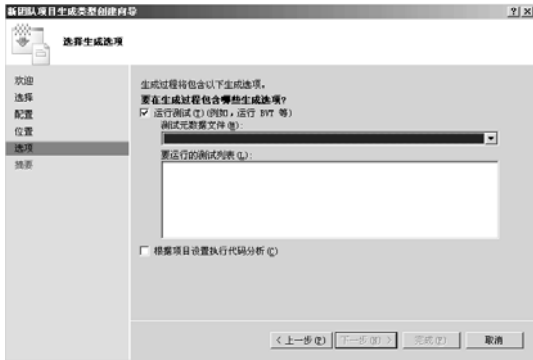 新团队项目生成类型创建向导
选择生成选项
欢迎
选择
配置
位置
选项
摘要
生成过程将包含以下生成选项。
要在生成过程包含哪些生成选项?
运行测试(T)(例如，运行 BVT 等)
测试元数据文件(M):
要运行的测试列表(L):
根据项目设置执行代码分析(C)
< 上一步(P)
下一步(N) >
完成(F)
取消